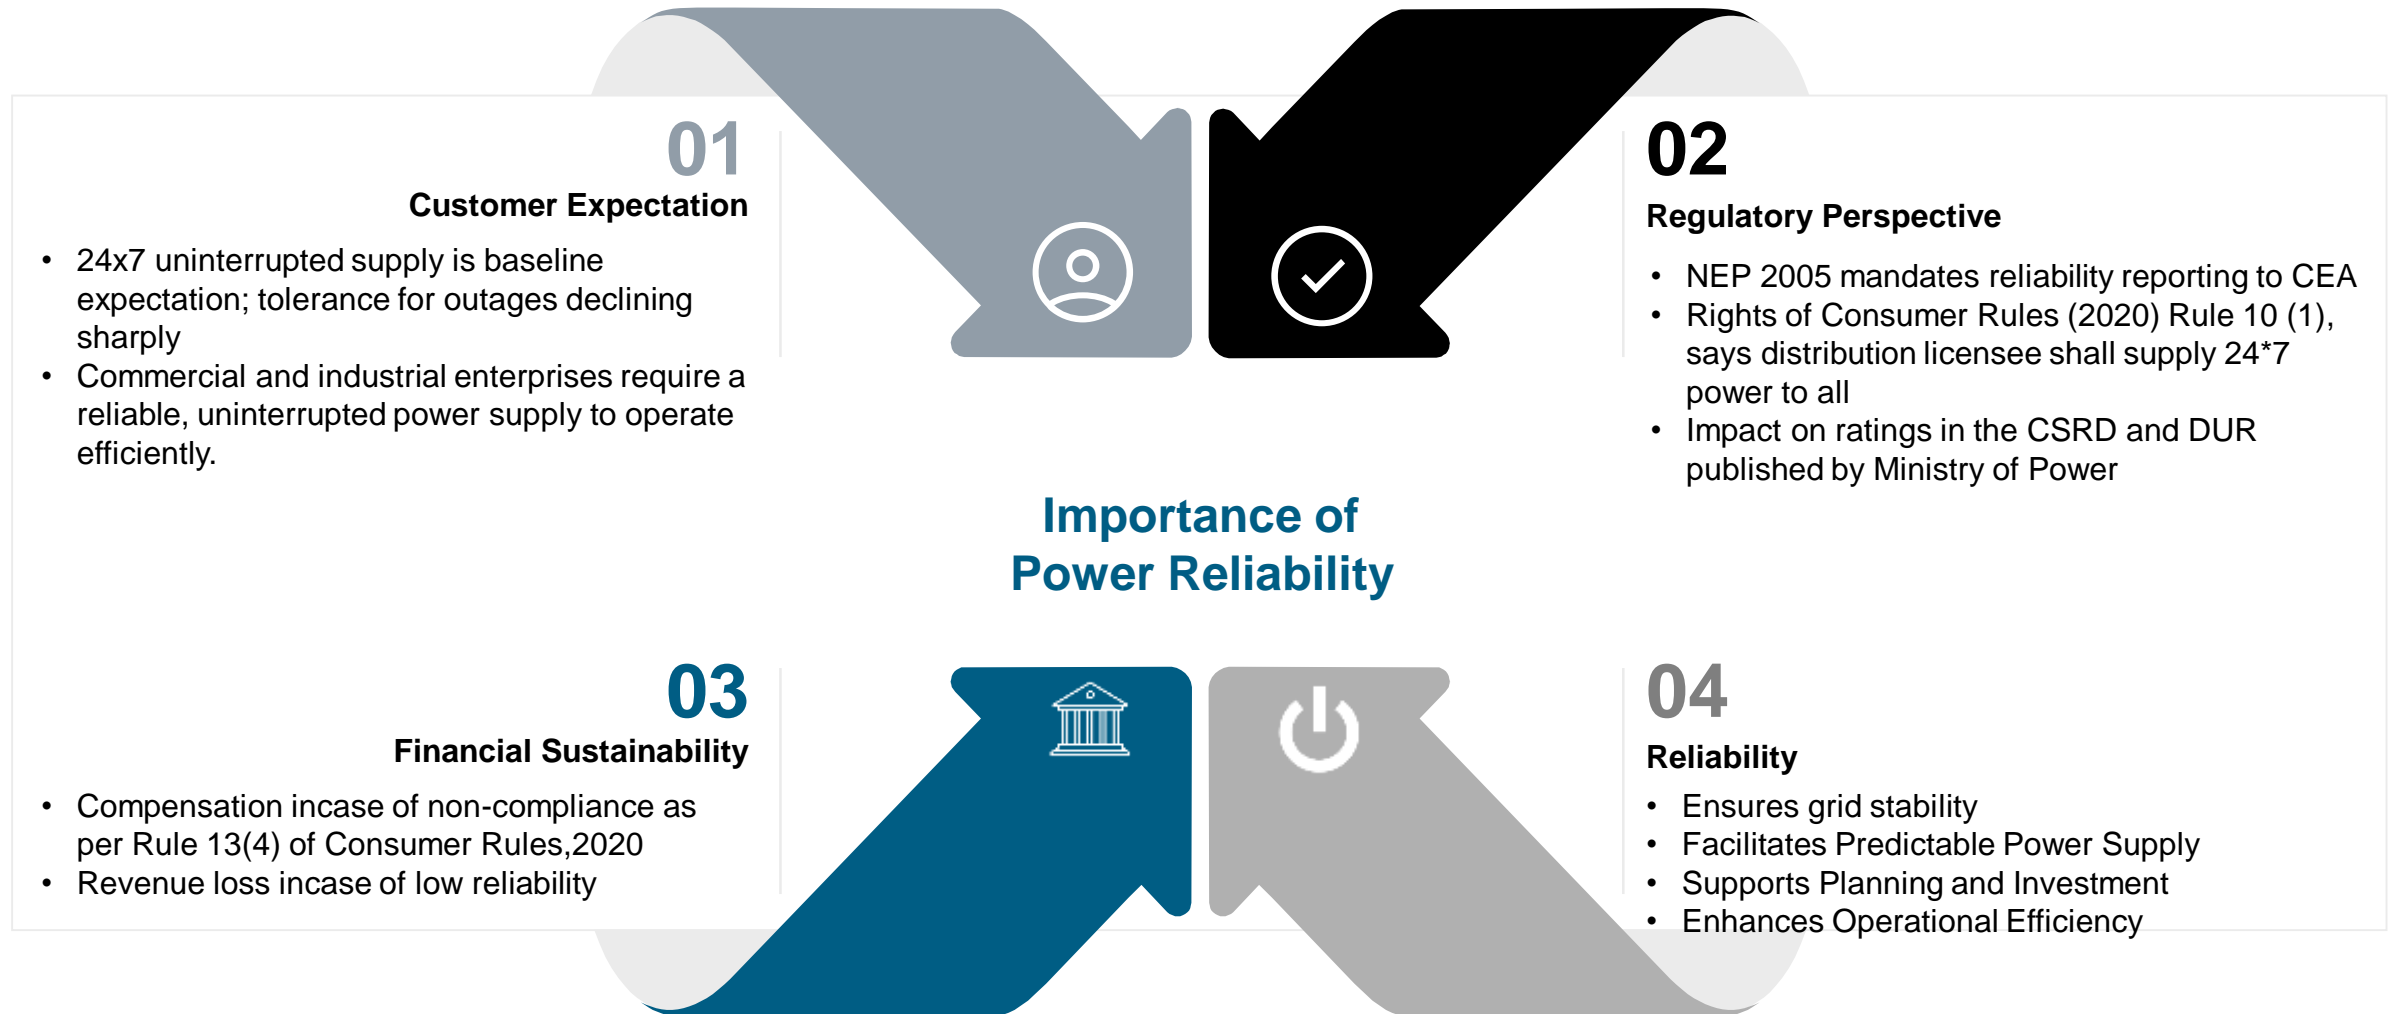 01
Customer Expectation
• 24x7 uninterrupted supply is baseline
expectation; tolerance for outages declining
sharply
• Commercial and industrial enterprises require a
reliable, uninterrupted power supply to operate
efficiently.
02
Regulatory Perspective
• NEP 2005 mandates reliability reporting to CEA
• Rights of Consumer Rules (2020) Rule 10 (1),
says distribution licensee shall supply 24*7
power to all
• Impact on ratings in the CSRD and DUR
published by Ministry of Power
Importance of
Power Reliability
03
Financial Sustainability
• Compensation incase of non-compliance as
per Rule 13(4) of Consumer Rules,2020
• Revenue loss incase of low reliability
04
Reliability
• Ensures grid stability
• Facilitates Predictable Power Supply
• Supports Planning and Investment
• Enhances Operational Efficiency